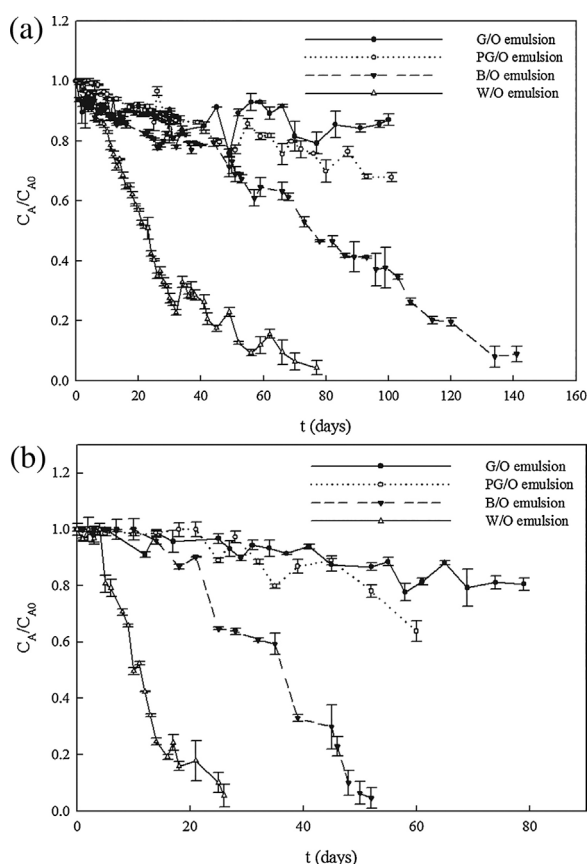 (a)
1.2
1.0
0.8
0.6
0.4
0.2
0.0
C_A/C_A0
G/O emulsion
PG/O emulsion
B/O emulsion
W/O emulsion
0 20 40 60 80 100 120 140 160
t (days)
(b)
1.2
1.0
0.8
0.6
0.4
0.2
0.0
C_A/C_A0
G/O emulsion
PG/O emulsion
B/O emulsion
W/O emulsion
0 20 40 60 80
t (days)